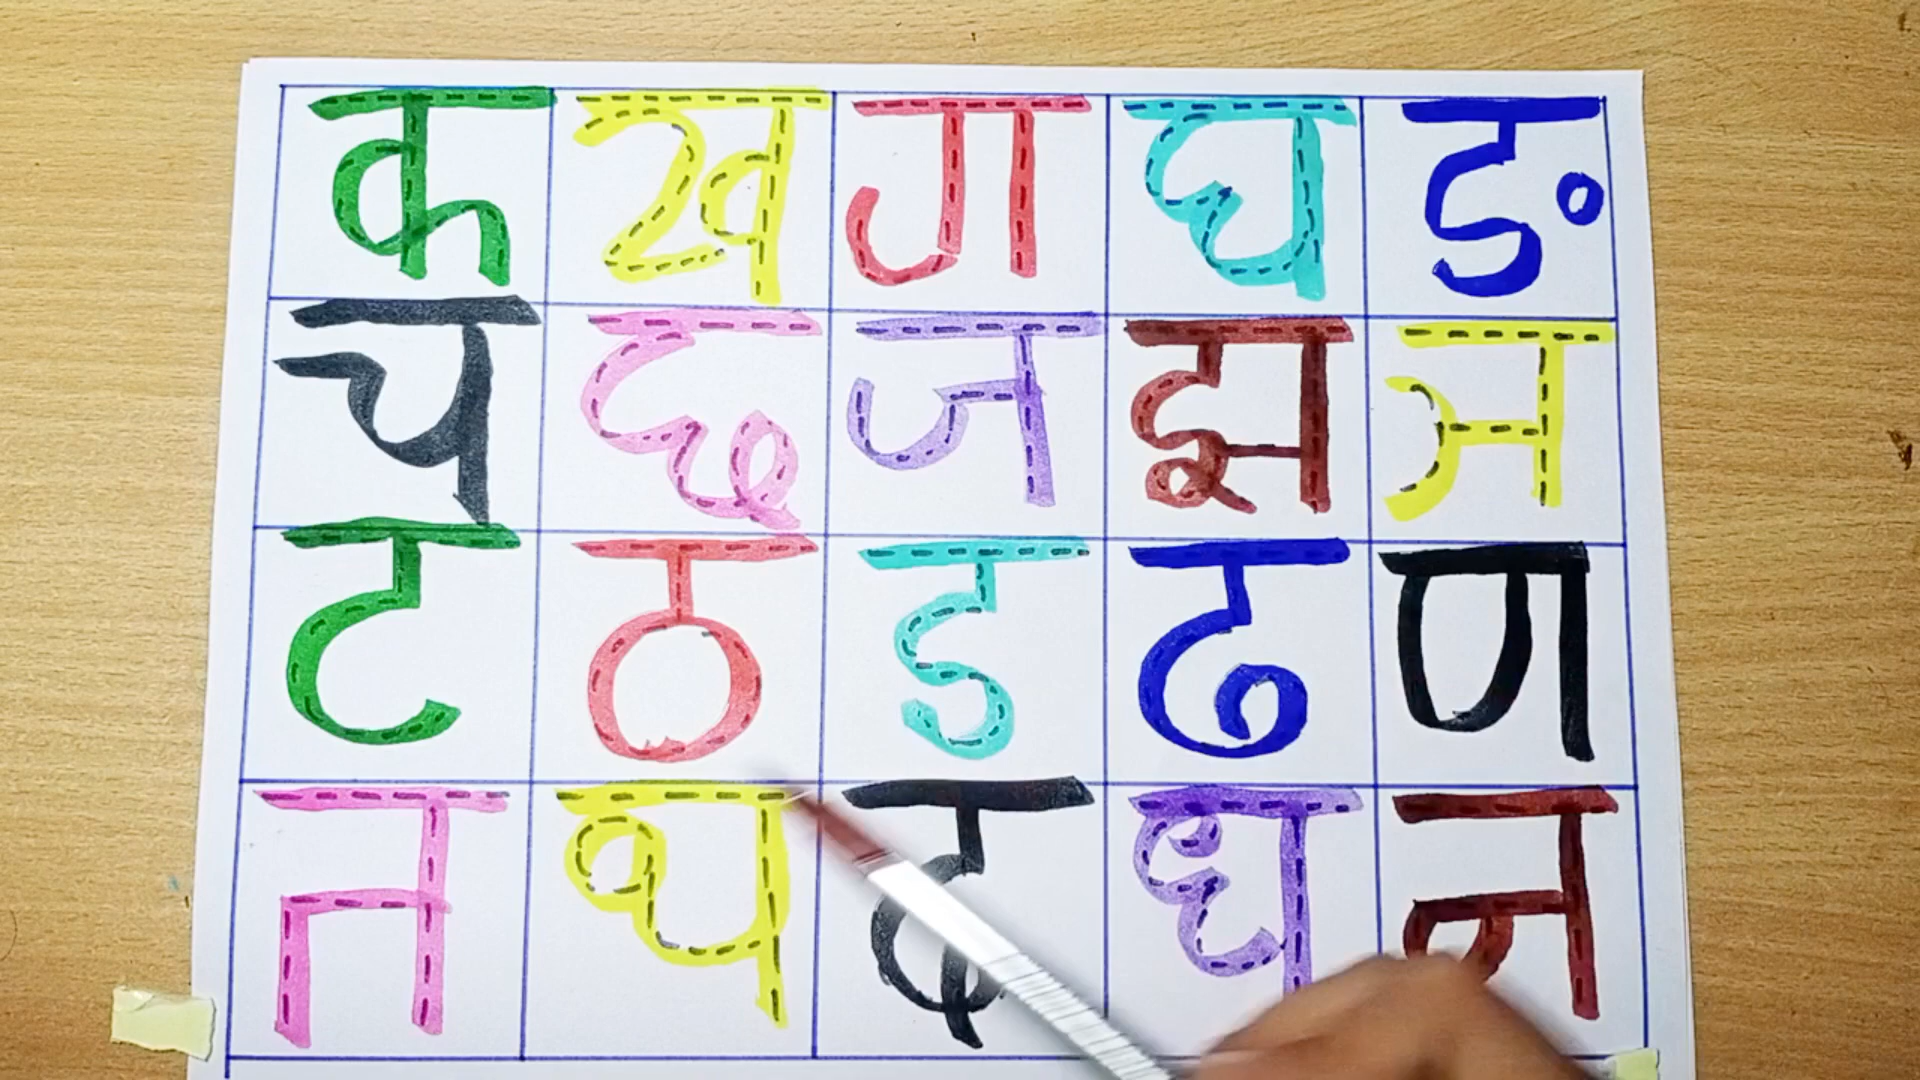 क ख ग घ ङ
च छ ज झ ञ
ट ठ ड ढ ण
त थ द ध न